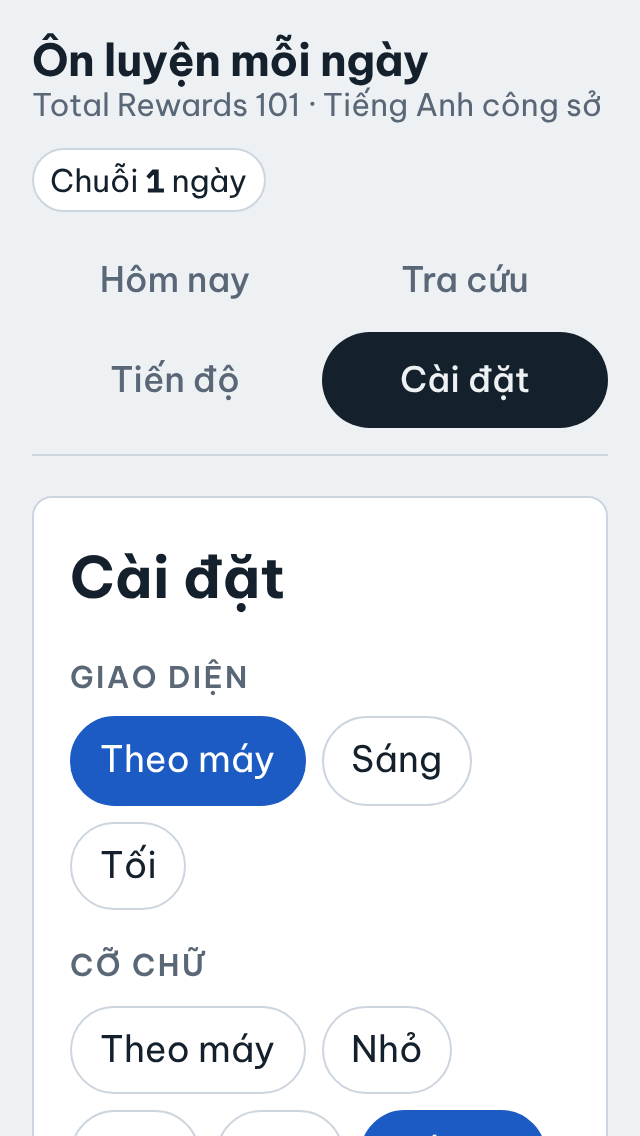 Ôn luyện mỗi ngày
Total Rewards 101 · Tiếng Anh công sở
Chuỗi 1 ngày
Hôm nay
Tra cứu
Tiến độ
Cài đặt
Cài đặt
GIAO DIỆN
Theo máy
Sáng
Tối
CỠ CHỮ
Theo máy
Nhỏ